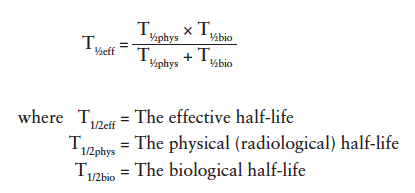 T½eff = T½phys × T½bio / T½phys + T½bio
where T1/2eff = The effective half-life
T1/2phys = The physical (radiological) half-life
T1/2bio = The biological half-life